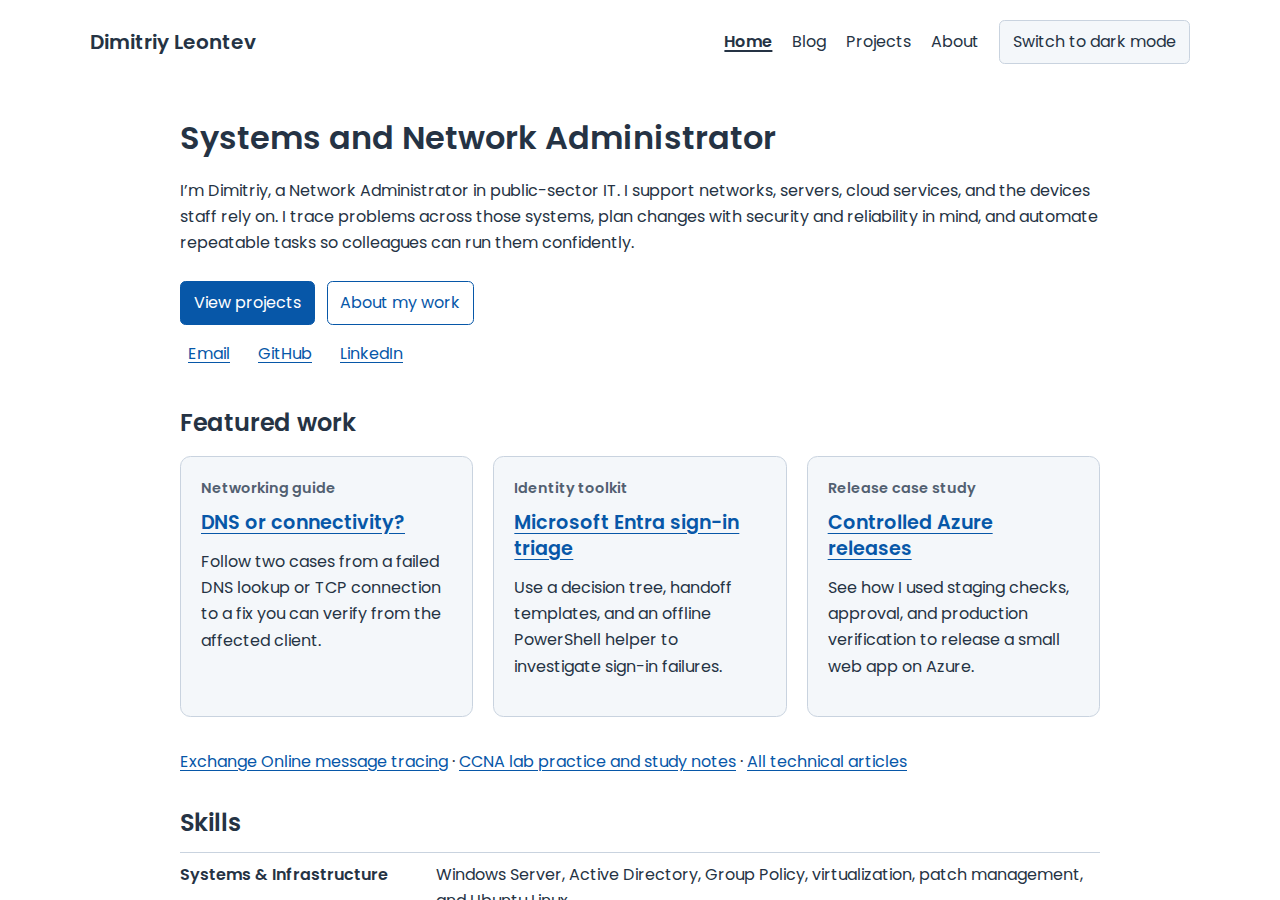 Dimitriy Leontev
Home Blog Projects About Switch to dark mode
Systems and Network Administrator
I’m Dimitriy, a Network Administrator in public-sector IT. I support networks, servers, cloud services, and the devices
staff rely on. I trace problems across those systems, plan changes with security and reliability in mind, and automate
repeatable tasks so colleagues can run them confidently.
View projects About my work
Email GitHub LinkedIn
Featured work
Networking guide
DNS or connectivity?
Follow two cases from a failed
DNS lookup or TCP connection
to a fix you can verify from the
affected client.
Identity toolkit
Microsoft Entra sign-in
triage
Use a decision tree, handoff
templates, and an offline
PowerShell helper to
investigate sign-in failures.
Release case study
Controlled Azure
releases
See how I used staging checks,
approval, and production
verification to release a small
web app on Azure.
Exchange Online message tracing · CCNA lab practice and study notes · All technical articles
Skills
Systems & Infrastructure
Windows Server, Active Directory, Group Policy, virtualization, patch management,
and Ubuntu Linux